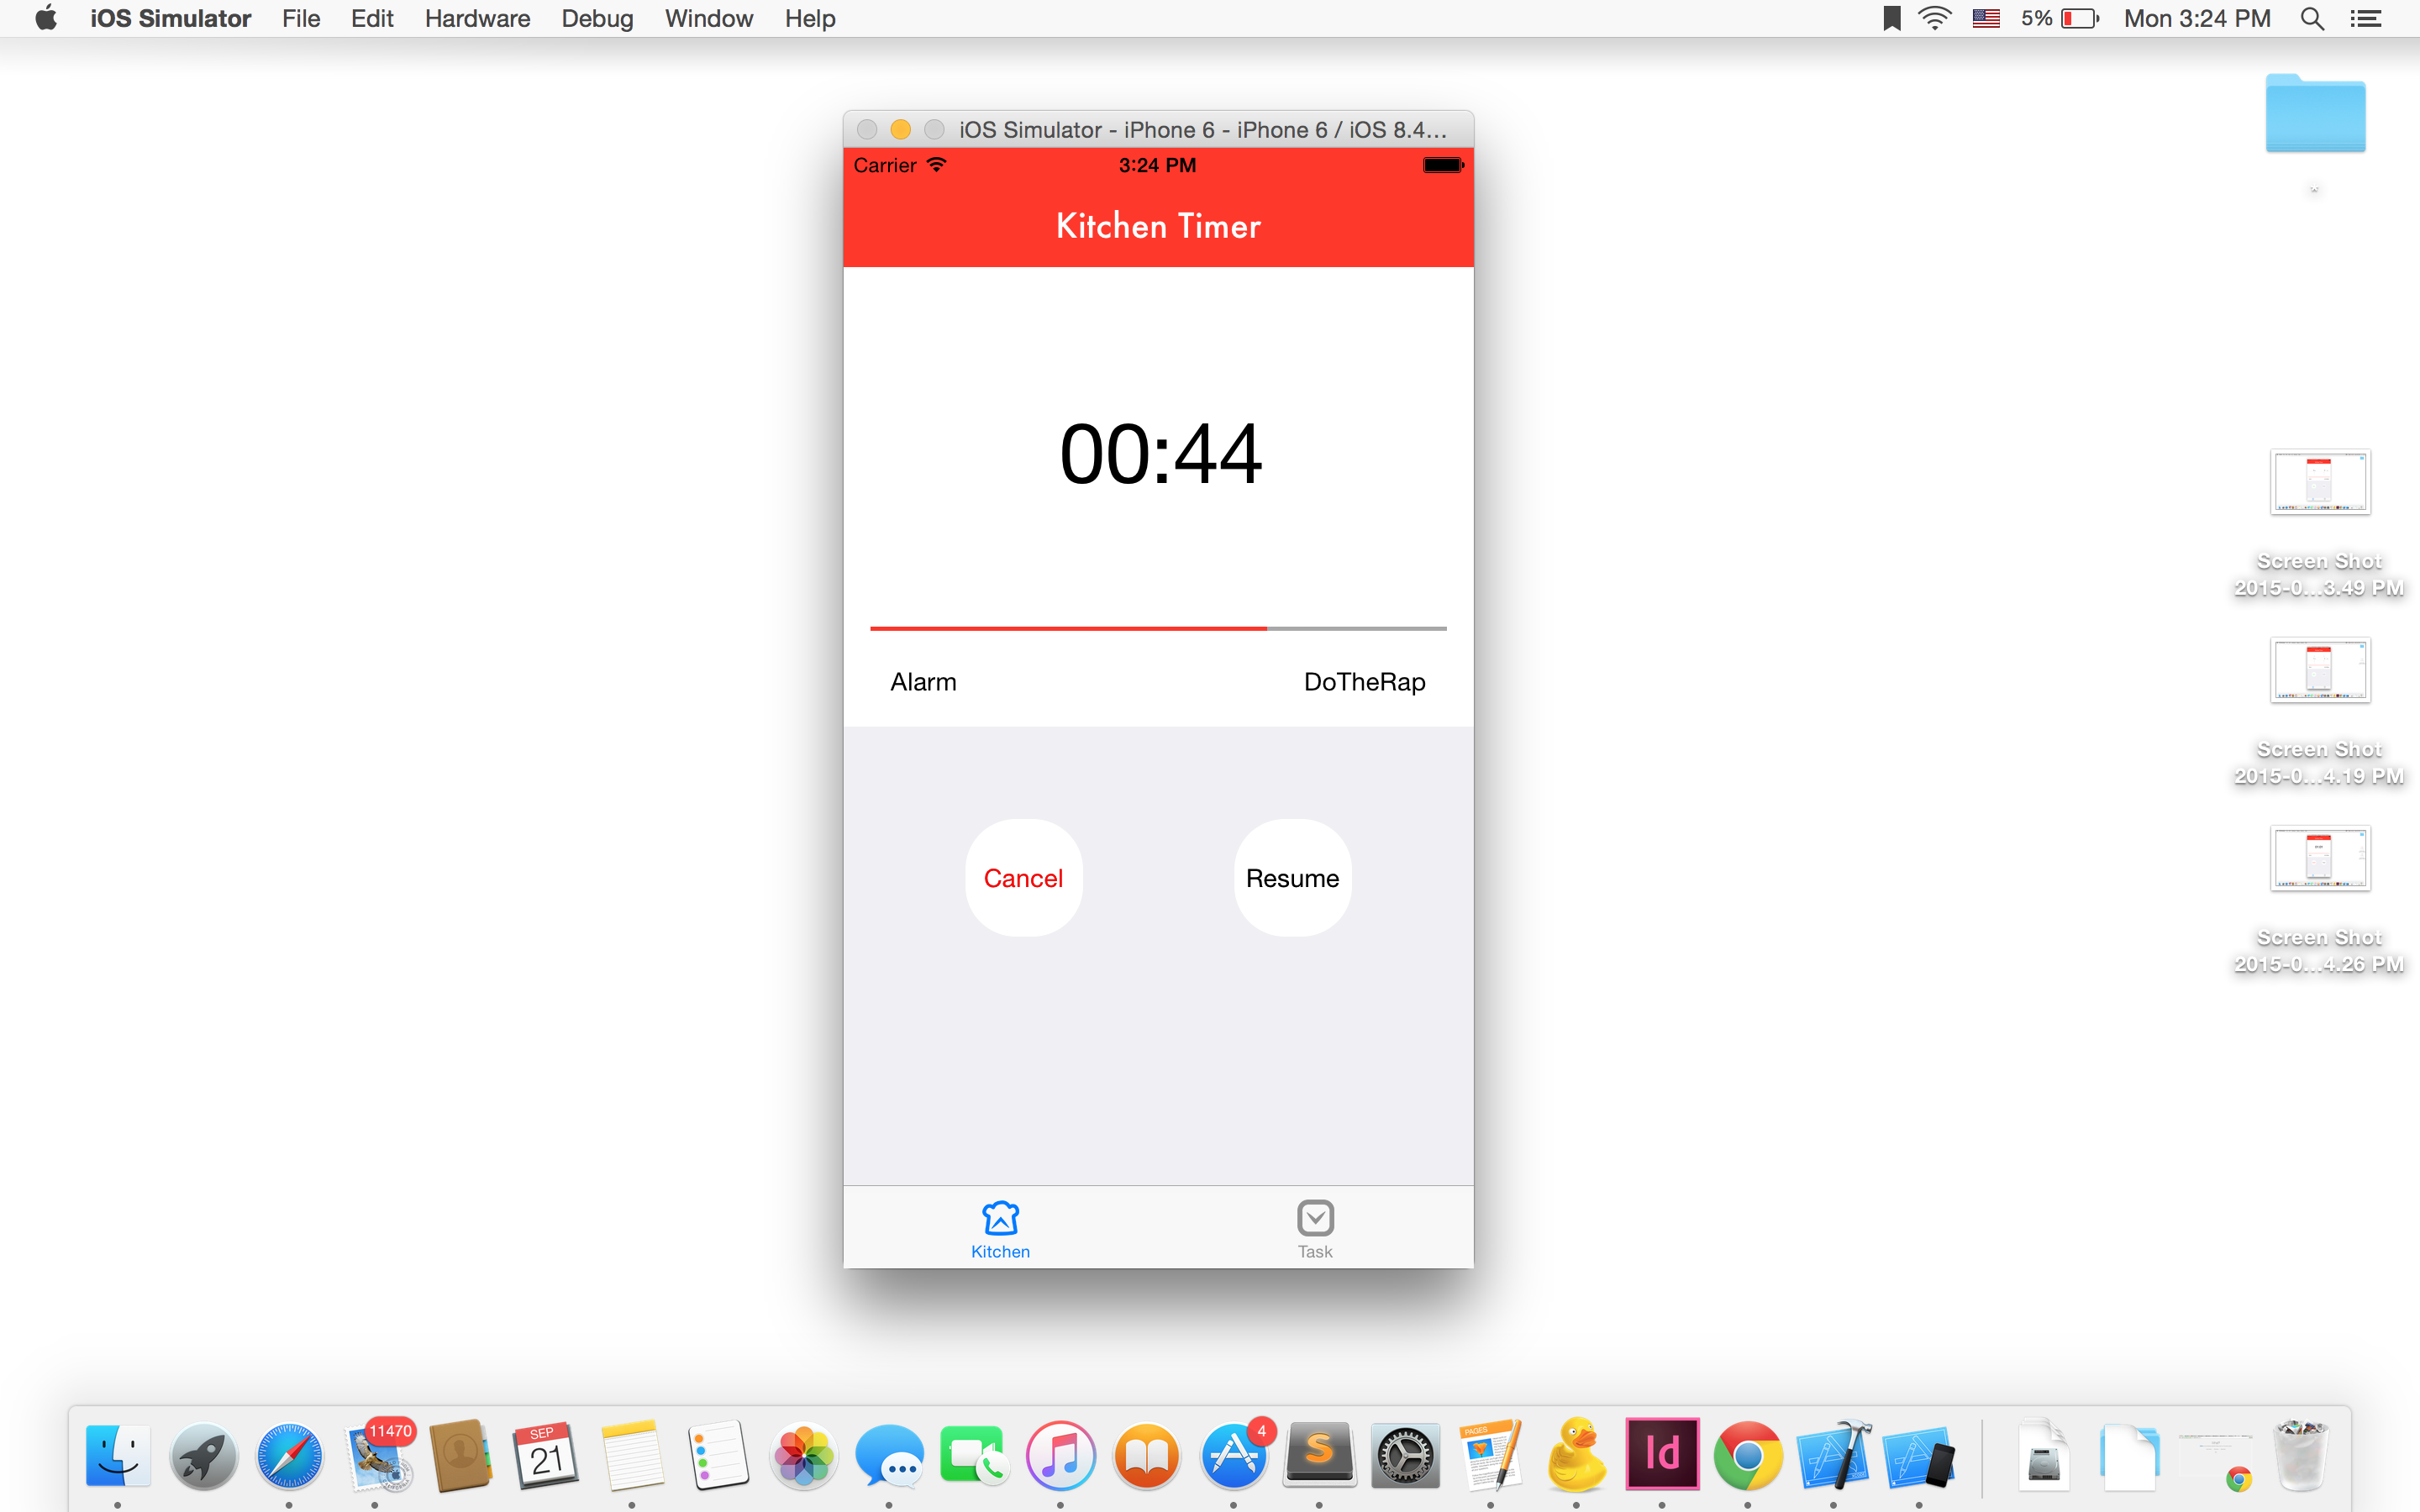 iOS Simulator File Edit Hardware Debug Window Help 5% Mon 3:24 PM
iOS Simulator - iPhone 6 - iPhone 6 / iOS 8.4...
Carrier 3:24 PM
Kitchen Timer
00:44
Alarm DoTheRap
Cancel Resume
Kitchen Task
Screen Shot
2015-0...3.49 PM
Screen Shot
2015-0...4.19 PM
Screen Shot
2015-0...4.26 PM
11470
SEP
21
4
S
PAGES
Id